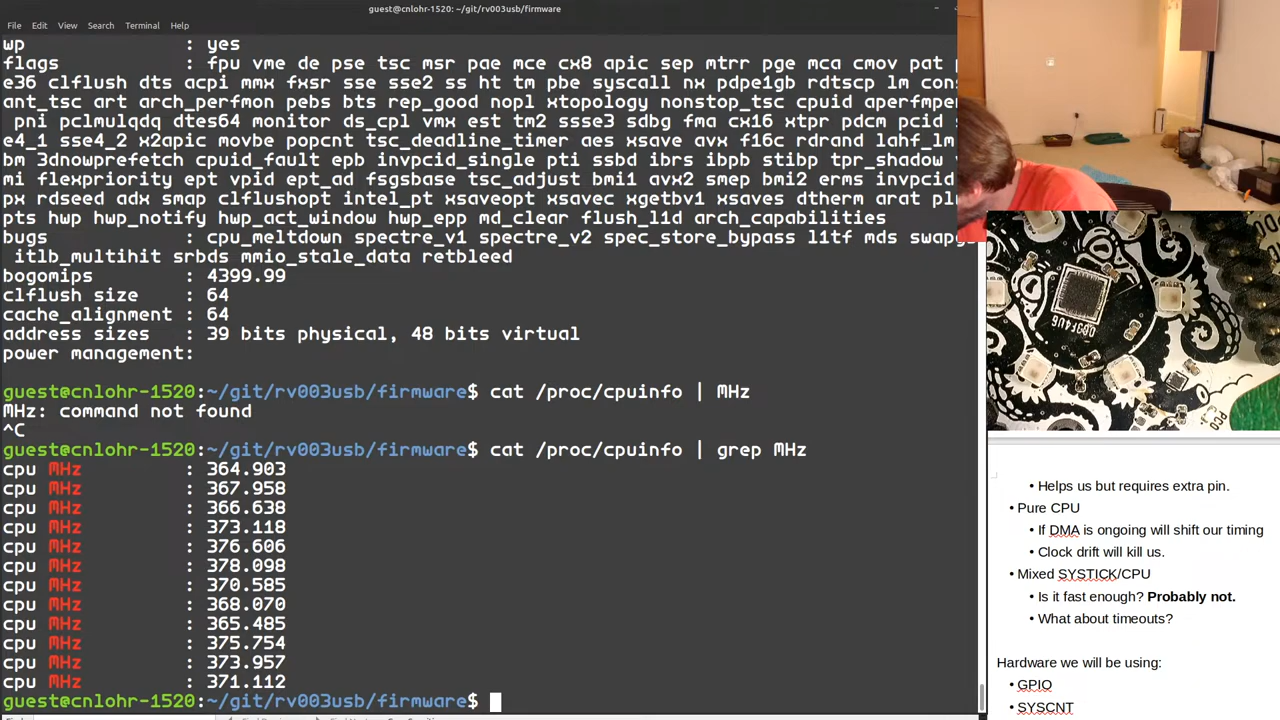 guest@cnlohr-1520: ~/git/rv003usb/firmware
File Edit View Search Terminal Help
wp : yes
flags : fpu vme de pse tsc msr pae mce cx8 apic sep mtrr pge mca cmov pat
e36 clflush dts acpi mmx fxsr sse sse2 ss ht tm pbe syscall nx pdpe1gb rdtscp lm con
ant_tsc art arch_perfmon pebs bts rep_good nopl xtopology nonstop_tsc cpuid aperfmpe
pni pclmulqdq dtes64 monitor ds_cpl vmx est tm2 ssse3 sdbg fma cx16 xtpr pdcm pcid s
e4_1 sse4_2 x2apic movbe popcnt tsc_deadline_timer aes xsave avx f16c rdrand lahf_lm
bm 3dnowprefetch cpuid_fault epb invpcid_single pti ssbd ibrs ibpb stibp tpr_shadow
mi flexpriority ept vpid ept_ad fsgsbase tsc_adjust bmi1 avx2 smep bmi2 erms invpcid
px rdseed adx smap clflushopt intel_pt xsaveopt xsavec xgetbv1 xsaves dtherm arat pl
pts hwp hwp_notify hwp_act_window hwp_epp md_clear flush_l1d arch_capabilities
bugs : cpu_meltdown spectre_v1 spectre_v2 spec_store_bypass l1tf mds swapg
itlb_multihit srbds mmio_stale_data retbleed
bogomips : 4399.99
clflush size : 64
cache_alignment : 64
address sizes : 39 bits physical, 48 bits virtual
power management:
guest@cnlohr-1520:~/git/rv003usb/firmware$ cat /proc/cpuinfo | MHz
MHz: command not found
^C
guest@cnlohr-1520:~/git/rv003usb/firmware$ cat /proc/cpuinfo | grep MHz
cpu MHz : 364.903
cpu MHz : 367.958
cpu MHz : 366.638
cpu MHz : 373.118
cpu MHz : 376.606
cpu MHz : 378.098
cpu MHz : 370.585
cpu MHz : 368.070
cpu MHz : 365.485
cpu MHz : 375.754
cpu MHz : 373.957
cpu MHz : 371.112
guest@cnlohr-1520:~/git/rv003usb/firmware$
• Helps us but requires extra pin.
• Pure CPU
• If DMA is ongoing will shift our timing
• Clock drift will kill us.
• Mixed SYSTICK/CPU
• Is it fast enough? Probably not.
• What about timeouts?
Hardware we will be using:
• GPIO
• SYSCNT